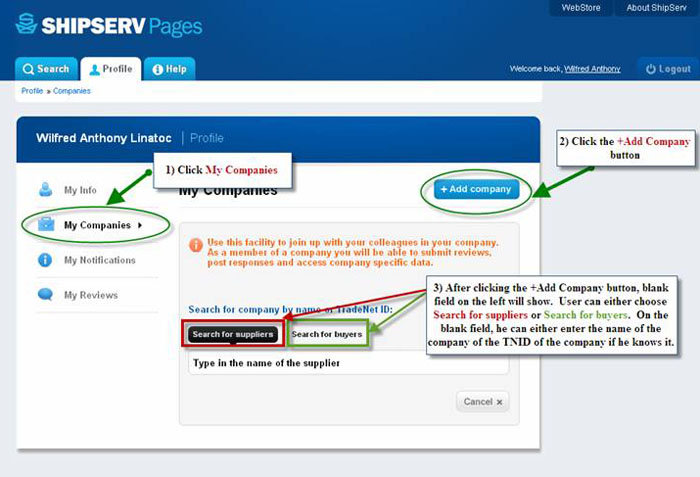 WebStore
About ShipServ
SHIPSERV Pages
Search
Profile
Help
Welcome back, Wilfred Anthony
Logout
Profile » Companies
Wilfred Anthony Linatoc | Profile
2) Click the +Add Company
button
1) Click My Companies
My Companies
+ Add company
My Info
My Companies
My Notifications
My Reviews
Use this facility to join up with your colleagues in your company.
As a member of a company you will be able to submit reviews,
post responses and access company specific data.
3) After clicking the +Add Company button, blank
field on the left will show. User can either choose
Search for suppliers or Search for buyers. On the
blank field, he can either enter the name of the
company of the TNID of the company if he knows it.
Search for company by name or TradeNet ID:
Search for suppliers
Search for buyers
Type in the name of the supplier
Cancel x